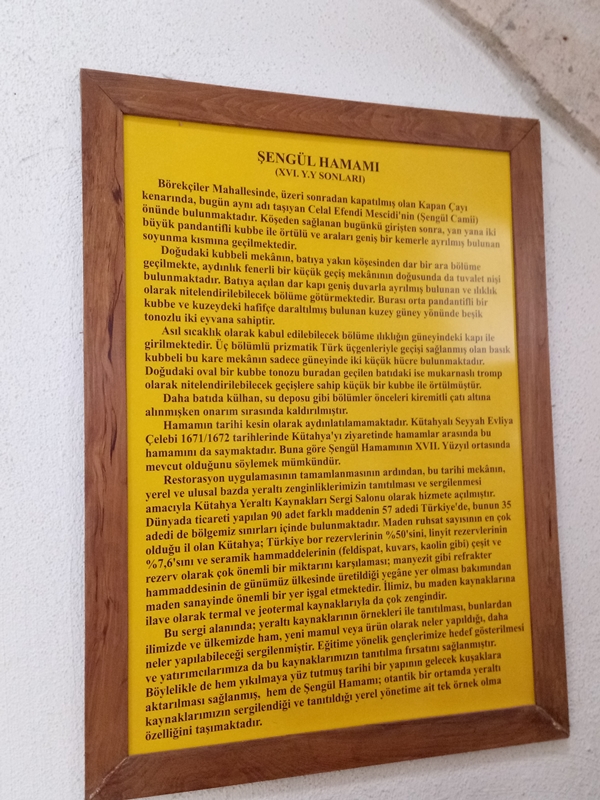 ŞENGÜL HAMAMI
(XVI. Y.Y SONLARI)
Börekçiler Mahallesinde, üzeri sonradan kapatılmış olan Kapan Çayı
kenarında, bugün aynı adı taşıyan Celal Efendi Mescidi'nin (Şengül Camii)
önünde bulunmaktadır. Köşeden sağlanan bugünkü girişten sonra, yan yana iki
büyük pandantifli kubbe ile örtülü ve araları geniş bir kemerle ayrılmış bulunan
soyunma kısmına geçilmektedir.
Doğudaki kubbeli mekânın, batıya yakın köşesinden dar bir ara bölüme
geçilmekte, aydınlık fenerli bir küçük geçiş mekânının doğusunda da tuvalet nişi
bulunmaktadır. Batıya açılan dar kapı geniş duvarla ayrılmış bulunan ve ılıklık
olarak nitelendirilebilecek bölüme götürmektedir. Burası orta pandantifli bir
kubbe ve kuzeydeki hafifçe daraltılmış bulunan kuzey güney yönünde beşik
tonozlu iki eyvana sahiptir.
Asıl sıcaklık olarak kabul edilebilecek bölüme ılıklığın güneyindeki kapı ile
girilmektedir. Üç bölümlü prizmatik Türk üçgenleriyle geçişi sağlanmış olan basık
kubbeli bu kare mekânın sadece güneyinde iki küçük hücre bulunmaktadır.
Doğudaki oval bir kubbe tonozu buradan geçilen batıdaki ise mukarnaslı tromp
olarak nitelendirilebilecek geçişlere sahip küçük bir kubbe ile örtülmüştür.
Daha batıda külhan, su deposu gibi bölümler önceleri kiremitli çatı altına
alınmışken onarım sırasında kaldırılmıştır.
Hamamın tarihi kesin olarak aydınlatılamamaktadır. Kütahyalı Seyyah Evliya
Çelebi 1671/1672 tarihlerinde Kütahya'yı ziyaretinde hamamlar arasında bu
hamamını da saymaktadır. Buna göre Şengül Hamamının XVII. Yüzyıl ortasında
mevcut olduğunu söylemek mümkündür.
Restorasyon uygulamasının tamamlanmasının ardından, bu tarihi mekânın,
yerel ve ulusal bazda yeraltı zenginliklerimizin tanıtılması ve sergilenmesi
amacıyla Kütahya Yeraltı Kaynakları Sergi Salonu olarak hizmete açılmıştır.
Dünyada ticareti yapılan 90 adet farklı maddenin 57 adedi Türkiye'de, bunun 35
adedi de bölgemiz sınırları içinde bulunmaktadır. Maden ruhsat sayısının en çok
olduğu il olan Kütahya; Türkiye bor rezervlerinin %50'sini, linyit rezervlerinin
%7,6'sını ve seramik hammaddelerinin (feldispat, kuvars, kaolin gibi) çeşit ve
rezerv olarak çok önemli bir miktarını karşılaması; manyezit gibi refrakter
hammaddesinin de günümüz ülkesinde üretildiği yegâne yer olması bakımından
maden sanayinde önemli bir yer işgal etmektedir. İlimiz, bu maden kaynaklarına
ilave olarak termal ve jeotermal kaynaklarıyla da çok zengindir.
Bu sergi alanında; yeraltı kaynaklarının örnekleri ile tanıtılması, bunlardan
ilimizde ve ülkemizde ham, yeni mamul veya ürün olarak neler yapıldığı, daha
neler yapılabileceği sergilenmiştir. Eğitime yönelik gençlerimize hedef gösterilmesi
ve yatırımcılarımıza da bu kaynaklarımızın tanıtılma fırsatını sağlanmıştır.
Böylelikle de hem yıkılmaya yüz tutmuş tarihi bir yapının gelecek kuşaklara
aktarılması sağlanmış, hem de Şengül Hamamı; otantik bir ortamda yeraltı
kaynaklarımızın sergilendiği ve tanıtıldığı yerel yönetime ait tek örnek olma
özelliğini taşımaktadır.